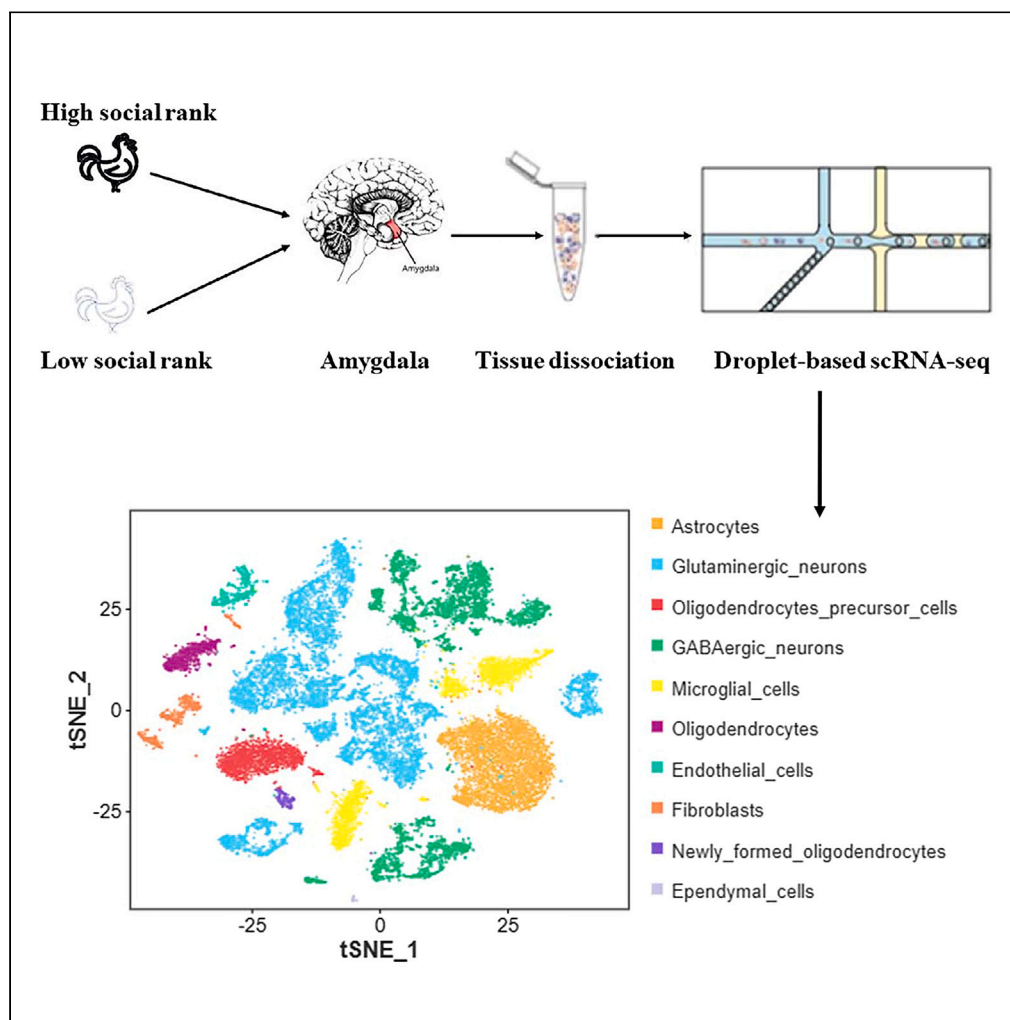 High social rank
Amygdala
Low social rank
Amygdala
Tissue dissociation
Droplet-based scRNA-seq
Astrocytes
Glutaminergic_neurons
Oligodendrocytes_precursor_cells
GABAergic_neurons
Microglial_cells
Oligodendrocytes
Endothelial_cells
Fibroblasts
Newly_formed_oligodendrocytes
Ependymal_cells
tSNE_2
25
0
-25
-25
0
25
tSNE_1